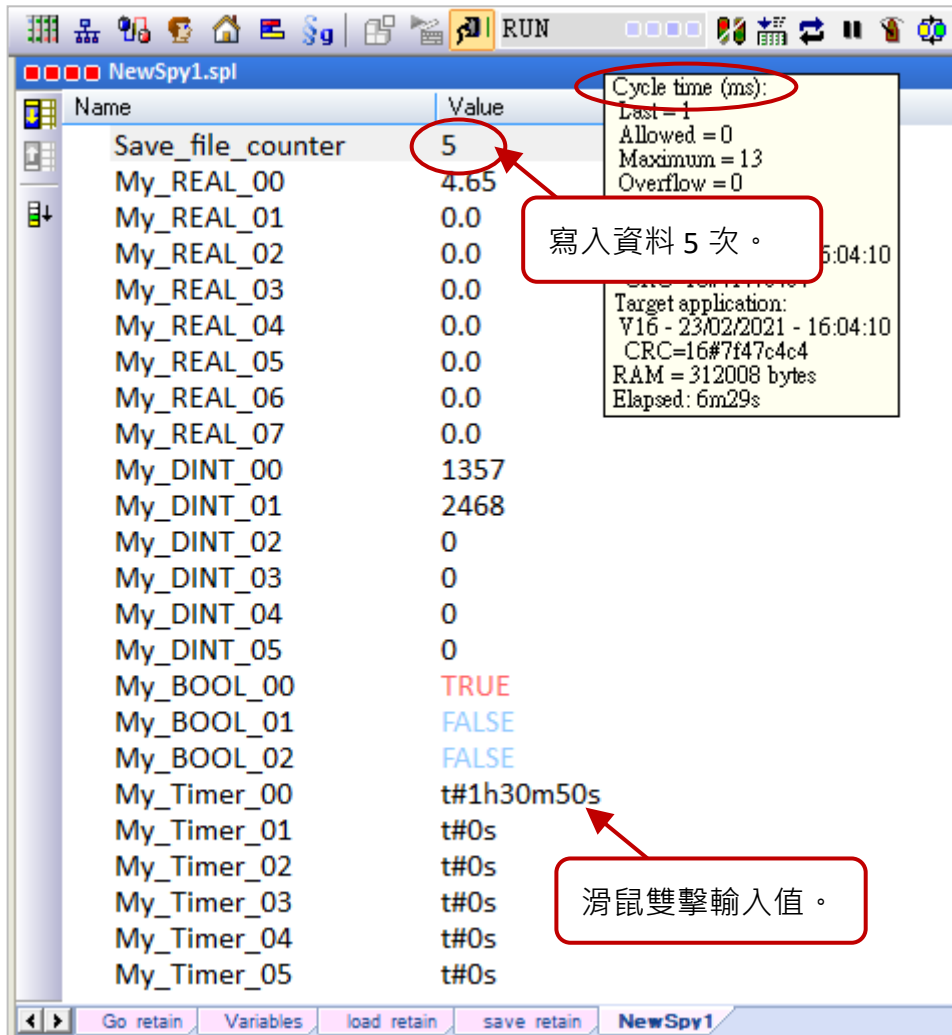 RUN
NewSpy1.spl
Name Value
Save_file_counter 5
My_REAL_00 4.65
My_REAL_01 0.0
My_REAL_02 0.0
My_REAL_03 0.0
My_REAL_04 0.0
My_REAL_05 0.0
My_REAL_06 0.0
My_REAL_07 0.0
My_DINT_00 1357
My_DINT_01 2468
My_DINT_02 0
My_DINT_03 0
My_DINT_04 0
My_DINT_05 0
My_BOOL_00 TRUE
My_BOOL_01 FALSE
My_BOOL_02 FALSE
My_Timer_00 t#1h30m50s
My_Timer_01 t#0s
My_Timer_02 t#0s
My_Timer_03 t#0s
My_Timer_04 t#0s
My_Timer_05 t#0s
Cycle time (ms):
Last = 1
Allowed = 0
Maximum = 13
Overflow = 0
:04:10
Target application:
V16 - 23/02/2021 - 16:04:10
CRC=16#7f47c4c4
RAM = 312008 bytes
Elapsed: 6m29s
寫入資料 5 次。
滑鼠雙擊輸入值。
Go retain Variables load retain save retain NewSpy1